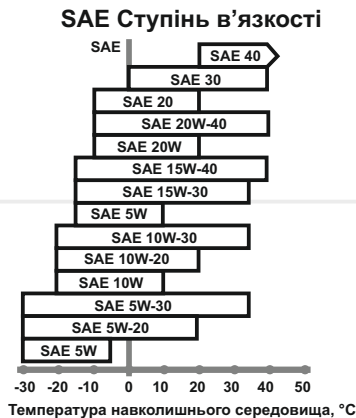 SAE Ступінь в’язкості
SAE
SAE 40
SAE 30
SAE 20
SAE 20W-40
SAE 20W
SAE 15W-40
SAE 15W-30
SAE 5W
SAE 10W-30
SAE 10W-20
SAE 10W
SAE 5W-30
SAE 5W-20
SAE 5W
-30 -20 -10 0 10 20 30 40 50
Температура навколишнього середовища, °C